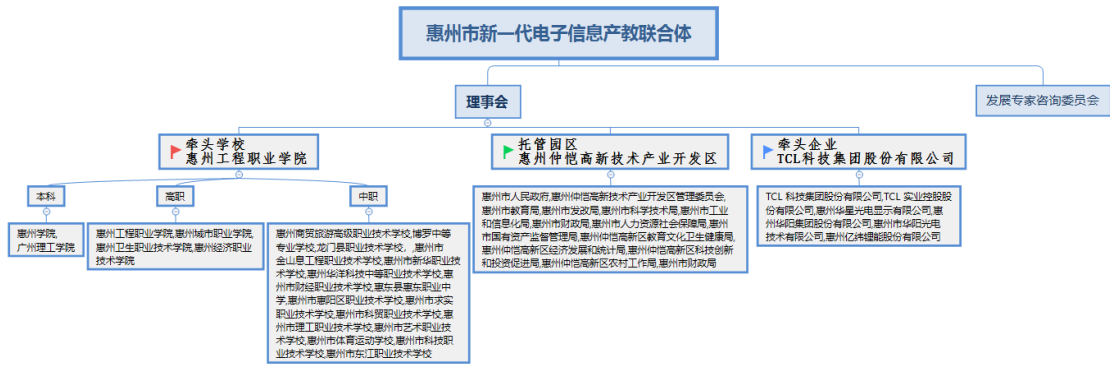 惠州市新一代电子信息产教联合体
理事会
发展专家咨询委员会
牵头学校
惠州工程职业学院
托管园区
惠州仲恺高新技术产业开发区
牵头企业
TCL科技集团股份有限公司
本科
高职
中职
惠州学院,
广州理工学院
惠州工程职业学院,惠州城市职业学院,
惠州卫生职业技术学院,惠州经济职业
技术学院
惠州商贸旅游高级职业技术学校,博罗中等
专业学校,龙门县职业技术学校, ,惠州市
金山息工程职业技术学校,惠州市新华职业
技术学校,惠州华洋科技中等职业技术学校,惠
州市财经职业技术学校,惠东县惠东职业中
学,惠州市惠阳区职业技术学校,惠州市求实
职业技术学校,惠州市科贸职业技术学校,惠
州市理工职业技术学校,惠州市艺术职业技
术学校,惠州市体育运动学校,惠州市科技职
业技术学校,惠州市东江职业技术学校
惠州市人民政府,惠州仲恺高新技术产业开发区管理委员会,
惠州市教育局,惠州市发改局,惠州市科学技术局,惠州市工业
和信息化局,惠州市财政局,惠州市人力资源社会保障局,惠州
市国有资产监督管理局,惠州仲恺高新区教育文化卫生健康局,
惠州仲恺高新区经济发展和统计局,惠州仲恺高新区科技创新
和投资促进局,惠州仲恺高新区农村工作局,惠州市财政局
TCL 科技集团股份有限公司,TCL 实业控股股
份有限公司,惠州华星光电显示有限公司,惠
州华阳集团股份有限公司,惠州市华阳光电
技术有限公司,惠州亿纬锂能股份有限公司